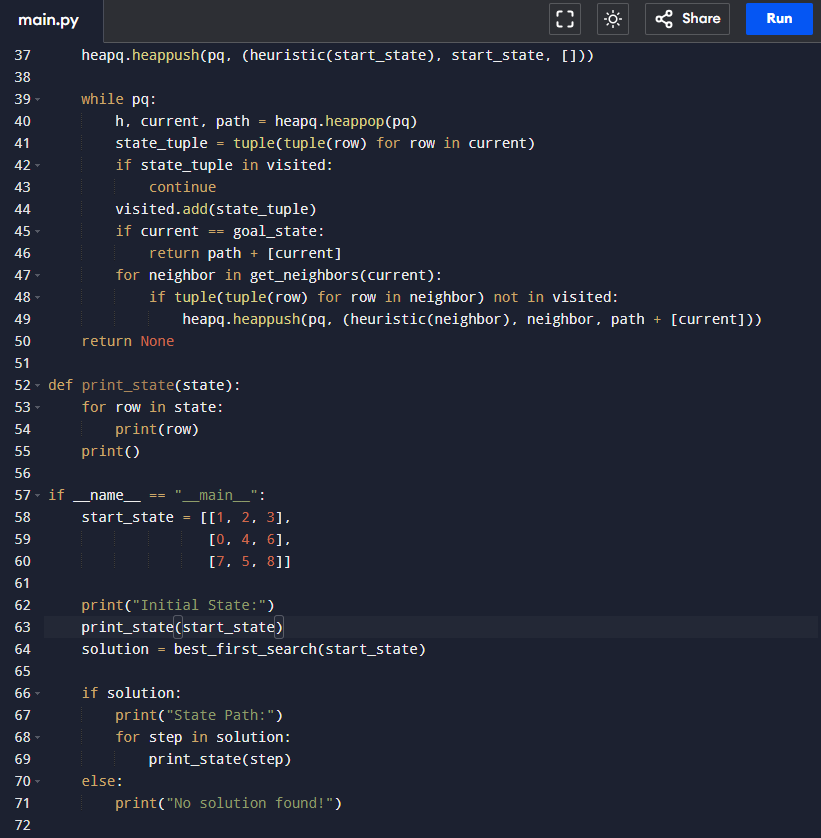 main.py Share Run
37     heapq.heappush(pq, (heuristic(start_state), start_state, []))
38
39     while pq:
40         h, current, path = heapq.heappop(pq)
41         state_tuple = tuple(tuple(row) for row in current)
42         if state_tuple in visited:
43             continue
44         visited.add(state_tuple)
45         if current == goal_state:
46             return path + [current]
47         for neighbor in get_neighbors(current):
48             if tuple(tuple(row) for row in neighbor) not in visited:
49                 heapq.heappush(pq, (heuristic(neighbor), neighbor, path + [current]))
50     return None
51
52 def print_state(state):
53     for row in state:
54         print(row)
55     print()
56
57 if __name__ == "__main__":
58     start_state = [[1, 2, 3],
59                    [0, 4, 6],
60                    [7, 5, 8]]
61
62     print("Initial State:")
63     print_state(start_state)
64     solution = best_first_search(start_state)
65
66     if solution:
67         print("State Path:")
68         for step in solution:
69             print_state(step)
70     else:
71         print("No solution found!")
72